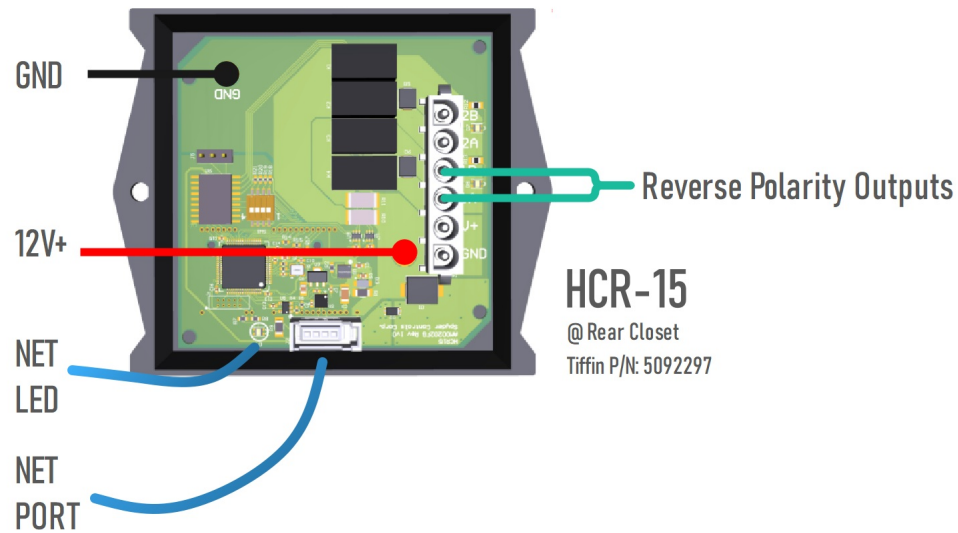 GND
GND
2B
2A
Reverse Polarity Outputs
V+
12V+
GND
HCR-15
@ Rear Closet
Tiffin P/N: 5092297
NET
LED
NET
PORT